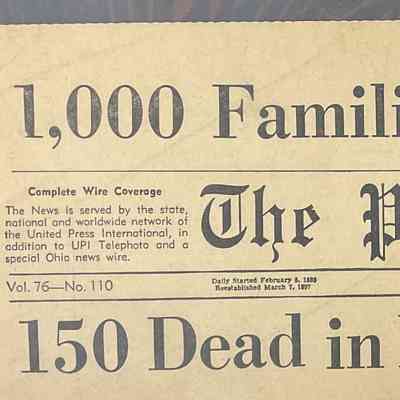 1,000 Famili
Complete Wire Coverage
The News is served by the state,
national and worldwide network of
the United Press International, in
addition to UPI Telephoto and a
special Ohio news wire.
The P
Vol. 76—No. 110
Daily Started February 5, 1889
Reestablished March 7, 1897
150 Dead in